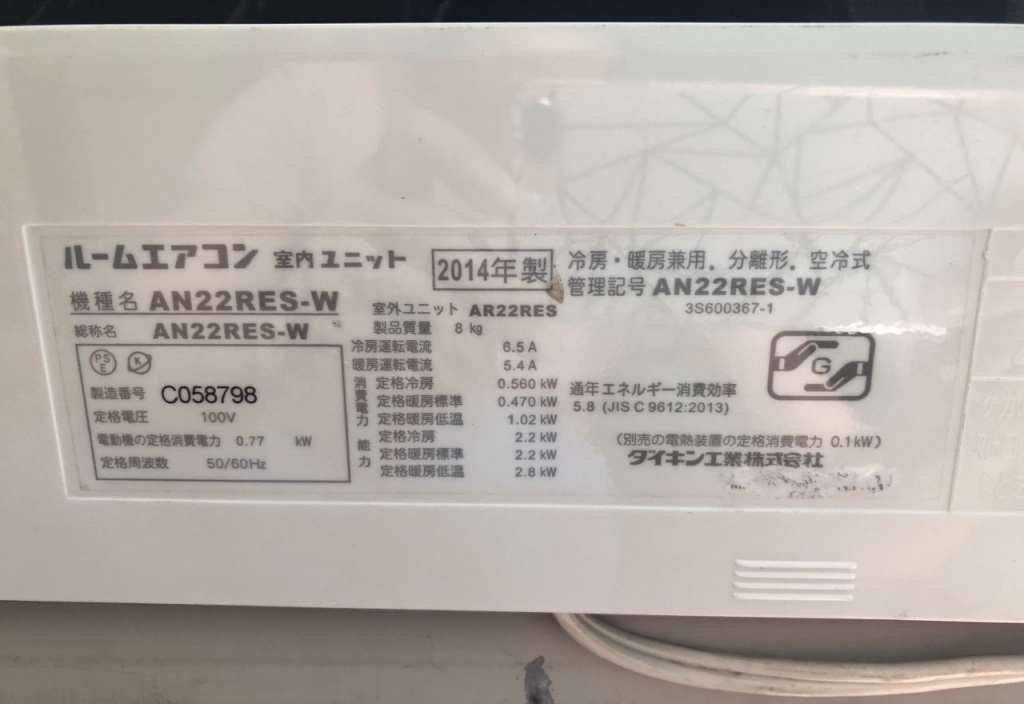 ルームエアコン 室内ユニット 2014年製 冷房・暖房兼用．分離形．空冷式
機種名 AN22RES-W 室外ユニット AR22RES 管理記号 AN22RES-W
総称名 AN22RES-W 製品質量 8 kg 3S600367-1
PS
E
K
製造番号 C058798
定格電圧 100V
電動機の定格消費電力 0.77 kW
定格周波数 50/60Hz
冷房運転電流 6.5 A
暖房運転電流 5.4 A
消費電力 定格冷房 0.560 kW
定格暖房標準 0.470 kW
定格暖房低温 1.02 kW
能力 定格冷房 2.2 kW
定格暖房標準 2.2 kW
定格暖房低温 2.8 kW
G
通年エネルギー消費効率
5.8 (JIS C 9612:2013)
(別売の電熱装置の定格消費電力 0.1kW)
ダイキン工業株式会社